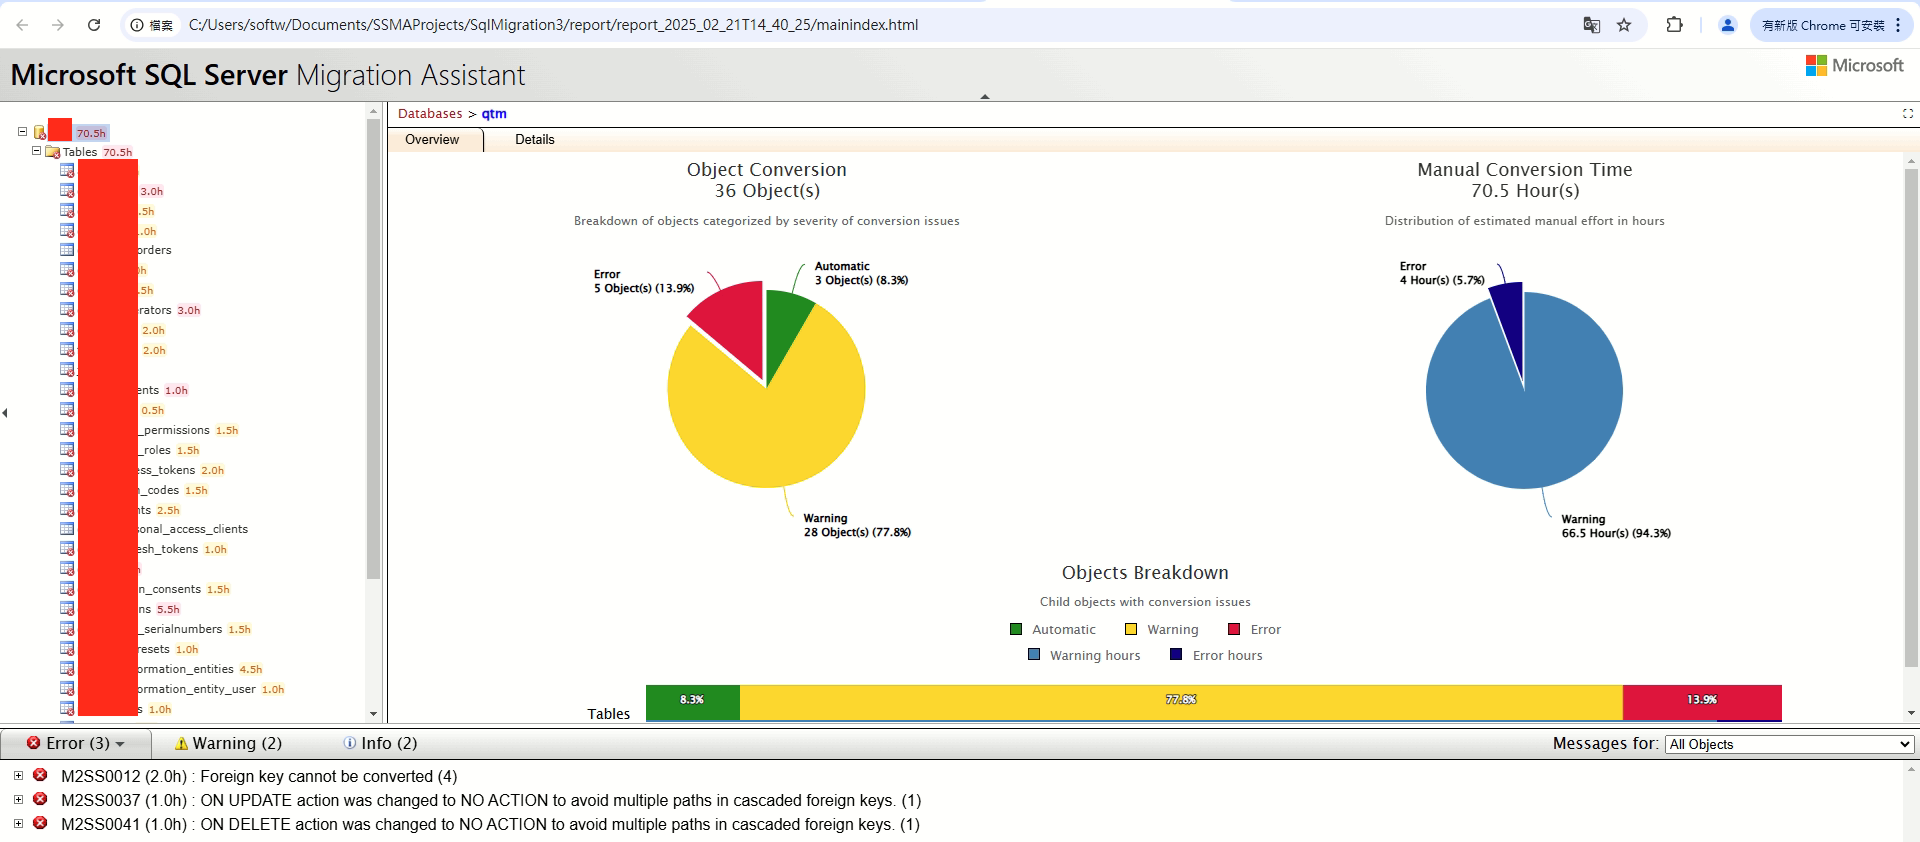 檔案 C:/Users/softw/Documents/SSMAProjects/SqlMigration3/report/report_2025_02_21T14_40_25/mainindex.html 有新版 Chrome 可安裝
Microsoft SQL Server Migration Assistant
Microsoft
70.5h
Tables 70.5h
3.0h
.5h
.0h
orders
.5h
erators 3.0h
2.0h
2.0h
ents 1.0h
0.5h
_permissions 1.5h
_roles 1.5h
ess_tokens 2.0h
_codes 1.5h
nts 2.5h
sonal_access_clients
esh_tokens 1.0h
n_consents 1.5h
ns 5.5h
_serialnumbers 1.5h
resets 1.0h
ormation_entities 4.5h
ormation_entity_user 1.0h
s 1.0h
Databases > qtm
Overview Details
Object Conversion
36 Object(s)
Breakdown of objects categorized by severity of conversion issues
Error
5 Object(s) (13.9%)
Automatic
3 Object(s) (8.3%)
Warning
28 Object(s) (77.8%)
Manual Conversion Time
70.5 Hour(s)
Distribution of estimated manual effort in hours
Error
4 Hour(s) (5.7%)
Warning
66.5 Hour(s) (94.3%)
Objects Breakdown
Child objects with conversion issues
Automatic Warning Error
Warning hours Error hours
Tables 8.3% 77.8% 13.9%
Error (3) Warning (2) Info (2) Messages for: All Objects
M2SS0012 (2.0h) : Foreign key cannot be converted (4)
M2SS0037 (1.0h) : ON UPDATE action was changed to NO ACTION to avoid multiple paths in cascaded foreign keys. (1)
M2SS0041 (1.0h) : ON DELETE action was changed to NO ACTION to avoid multiple paths in cascaded foreign keys. (1)